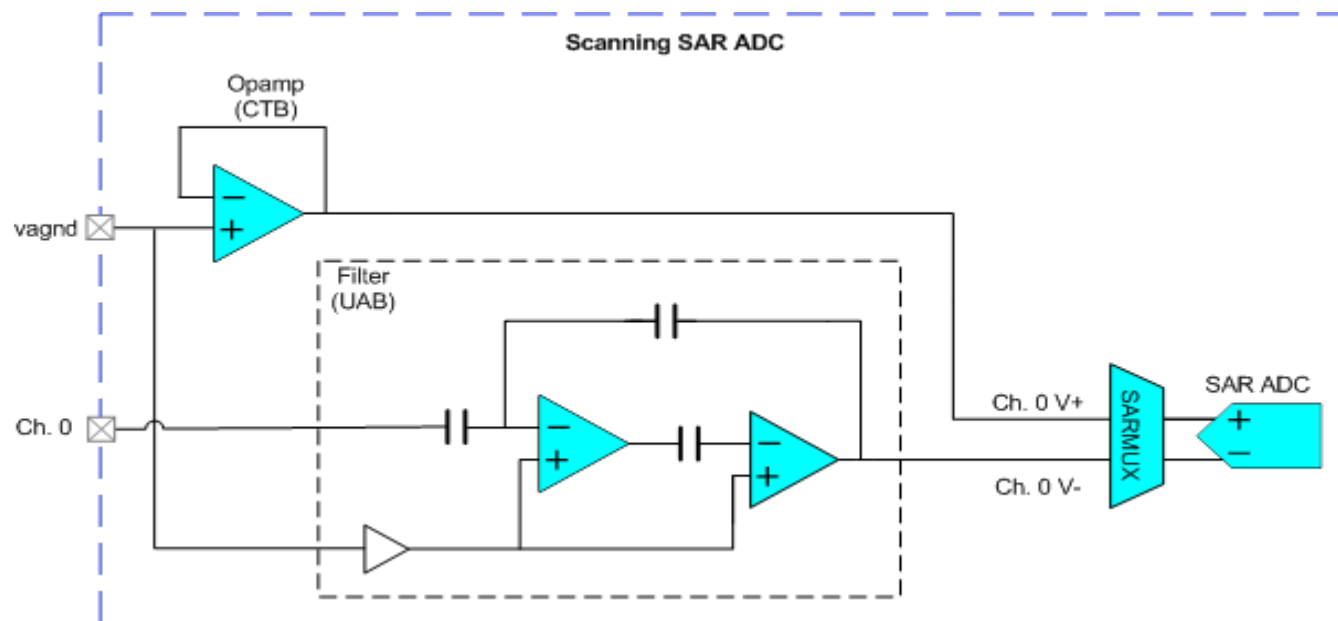 Scanning SAR ADC
Opamp
(CTB)
−
+
vagnd
Filter
(UAB)
Ch. 0
−
+
−
+
Ch. 0 V+
Ch. 0 V-
SARMUX
SAR ADC
+
−